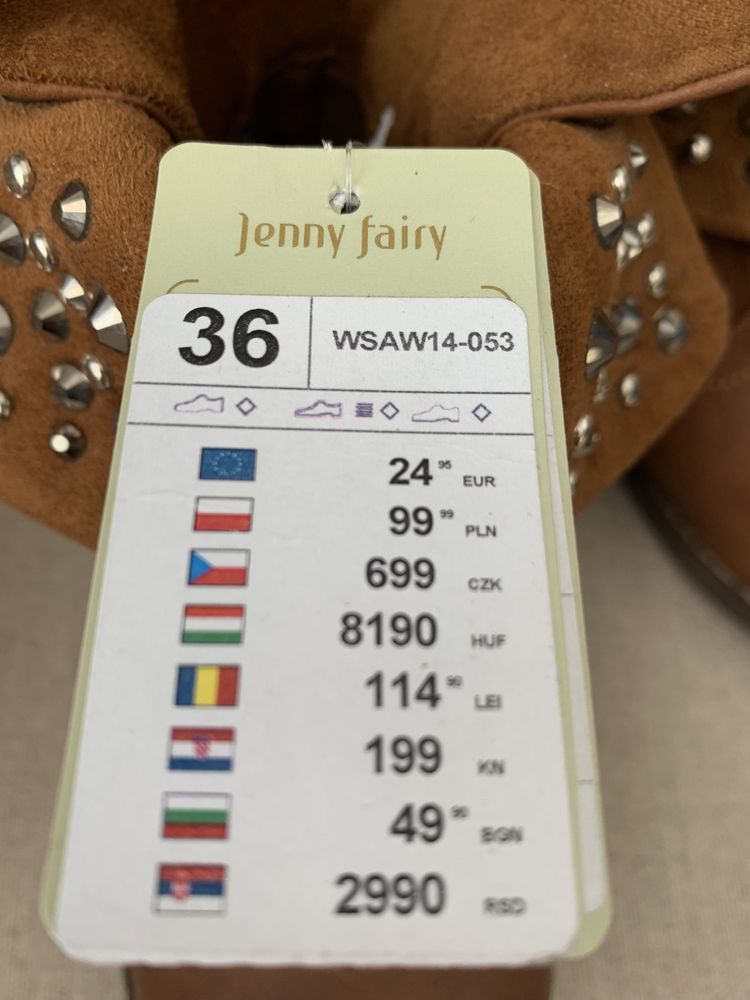 Jenny fairy
36 WSAW14-053
24 95 EUR
99 99 PLN
699 CZK
8190 HUF
114 90 LEI
199 KN
49 90 BGN
2990 RSD